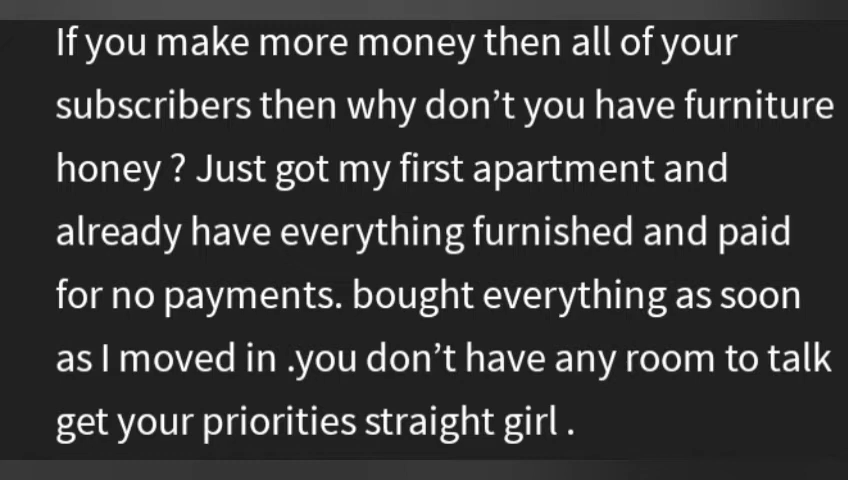 If you make more money then all of your
subscribers then why don’t you have furniture
honey ? Just got my first apartment and
already have everything furnished and paid
for no payments. bought everything as soon
as I moved in .you don’t have any room to talk
get your priorities straight girl .